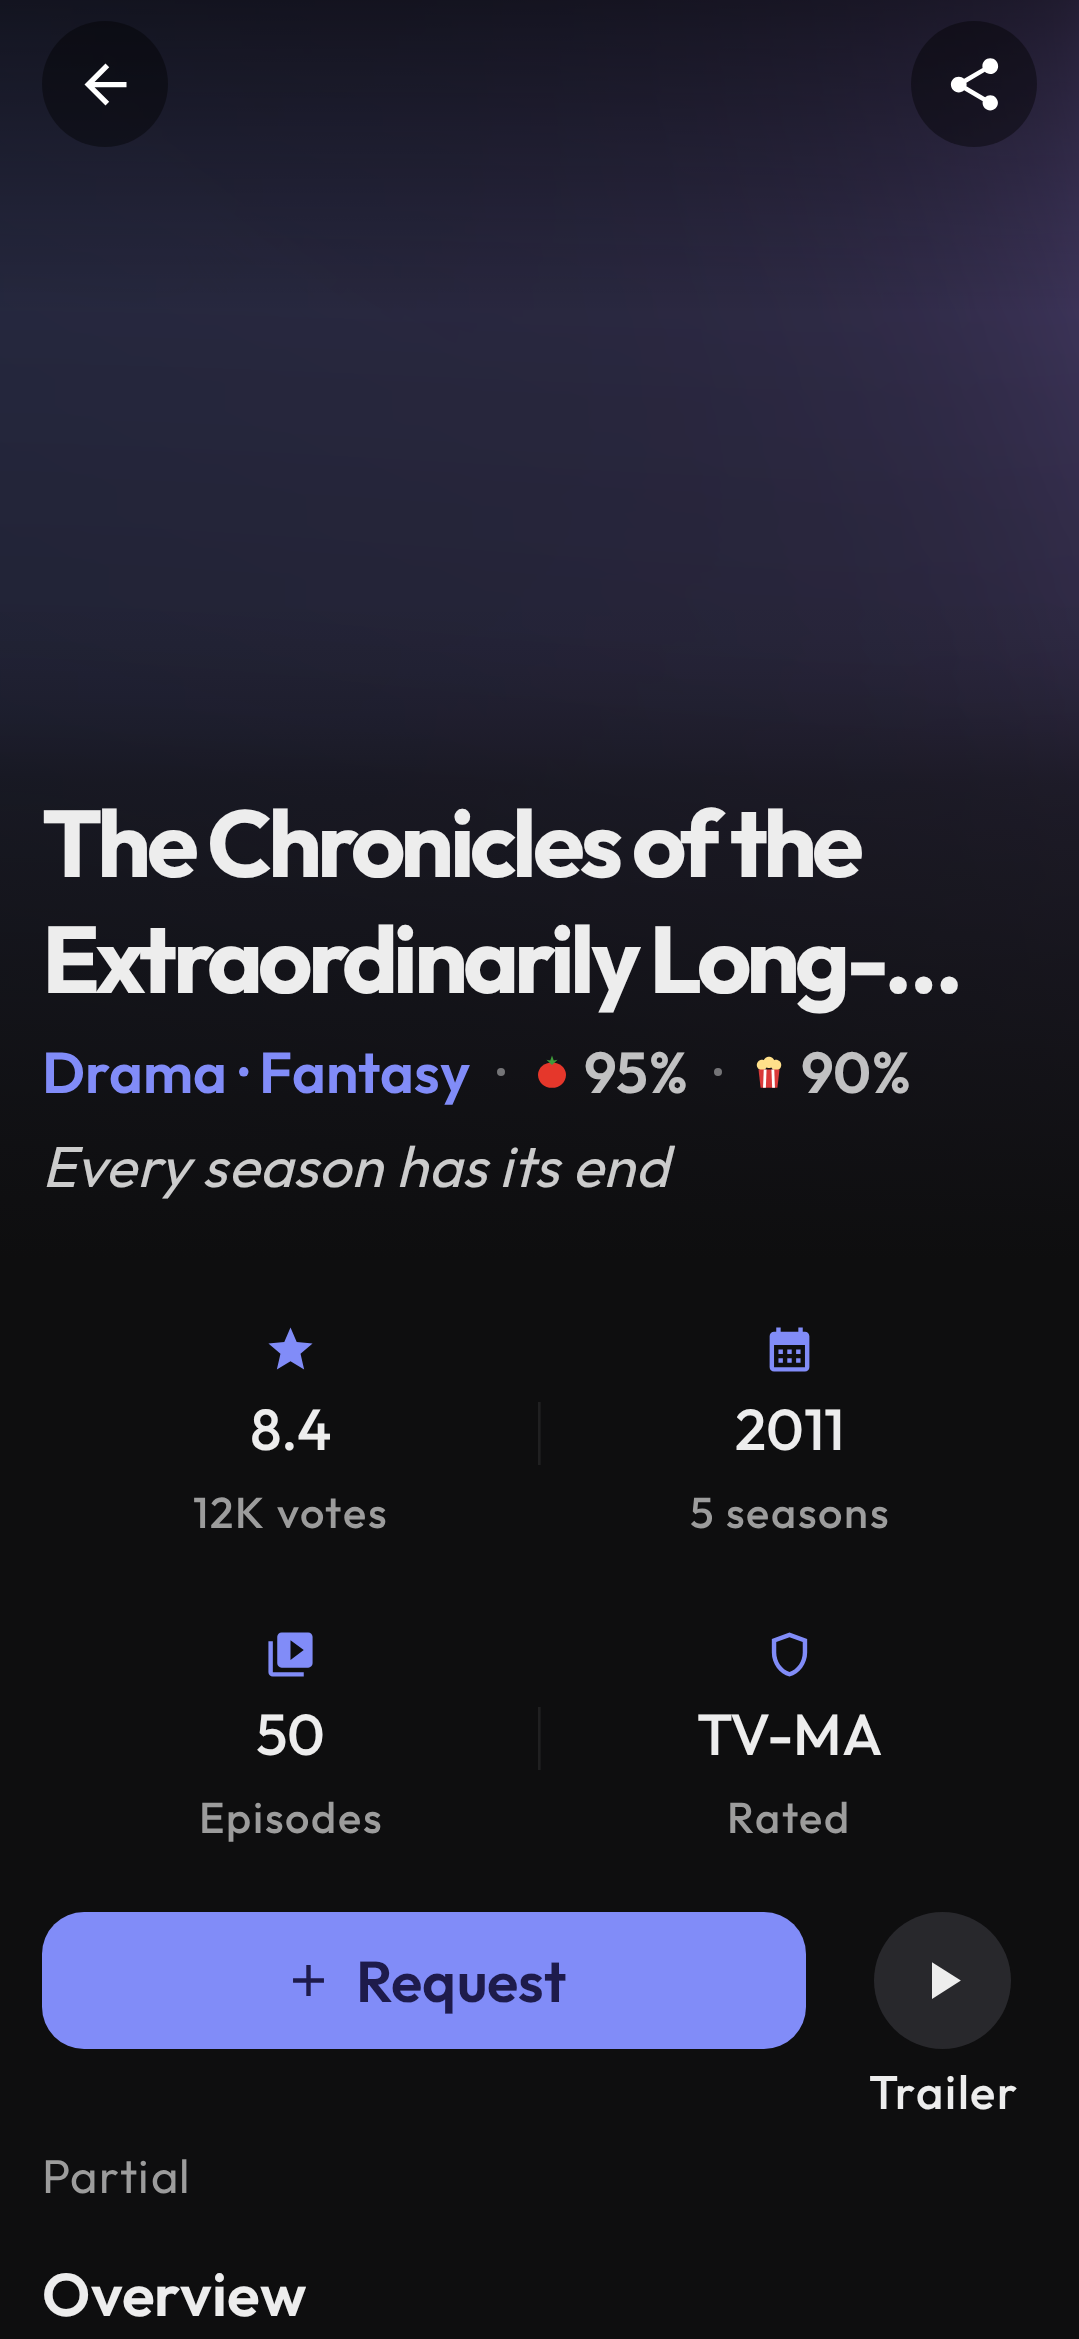 The Chronicles of the
Extraordinarily Long-...
Drama · Fantasy · 95% · 90%
Every season has its end
8.4
12K votes
2011
5 seasons
50
Episodes
TV-MA
Rated
+ Request
Trailer
Partial
Overview